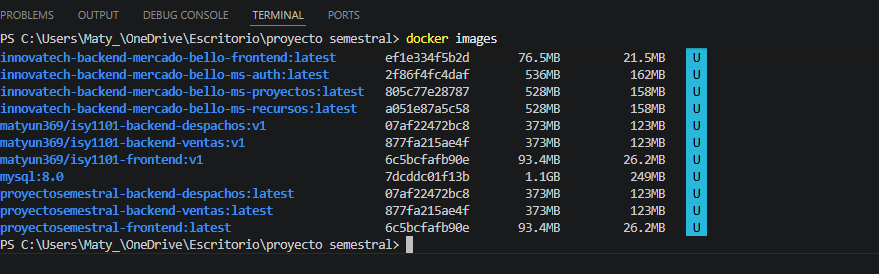 PROBLEMS OUTPUT DEBUG CONSOLE TERMINAL PORTS
PS C:\Users\Maty_\OneDrive\Escritorio\proyecto semestral> docker images
innovatech-backend-mercado-bello-frontend:latest ef1e334f5b2d 76.5MB 21.5MB U
innovatech-backend-mercado-bello-ms-auth:latest 2f86f4fc4daf 536MB 162MB U
innovatech-backend-mercado-bello-ms-proyectos:latest 805c77e28787 528MB 158MB U
innovatech-backend-mercado-bello-ms-recursos:latest a051e87a5c58 528MB 158MB U
matyun369/isy1101-backend-despachos:v1 07af22472bc8 373MB 123MB U
matyun369/isy1101-backend-ventas:v1 877fa215ae4f 373MB 123MB U
matyun369/isy1101-frontend:v1 6c5bcfafb90e 93.4MB 26.2MB U
mysql:8.0 7dcddc01f13b 1.1GB 249MB U
proyectosemestral-backend-despachos:latest 07af22472bc8 373MB 123MB U
proyectosemestral-backend-ventas:latest 877fa215ae4f 373MB 123MB U
proyectosemestral-frontend:latest 6c5bcfafb90e 93.4MB 26.2MB U
PS C:\Users\Maty_\OneDrive\Escritorio\proyecto semestral>